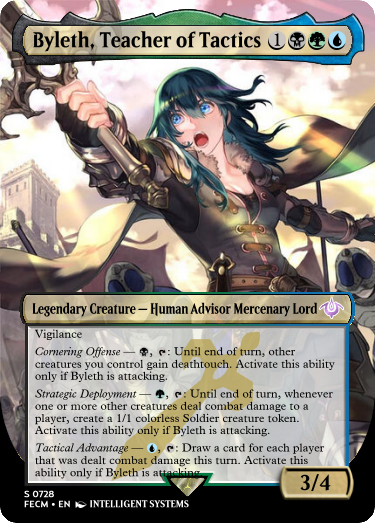 Byleth, Teacher of Tactics 1
Legendary Creature — Human Advisor Mercenary Lord
Vigilance
Cornering Offense — , : Until end of turn, other
creatures you control gain deathtouch. Activate this ability
only if Byleth is attacking.
Strategic Deployment — , : Until end of turn, whenever
one or more other creatures deal combat damage to a
player, create a 1/1 colorless Soldier creature token.
Activate this ability only if Byleth is attacking.
Tactical Advantage — , : Draw a card for each player
that was dealt combat damage this turn. Activate this
ability only if Byleth is attacking.
3/4
S 0728
FECM • EN INTELLIGENT SYSTEMS